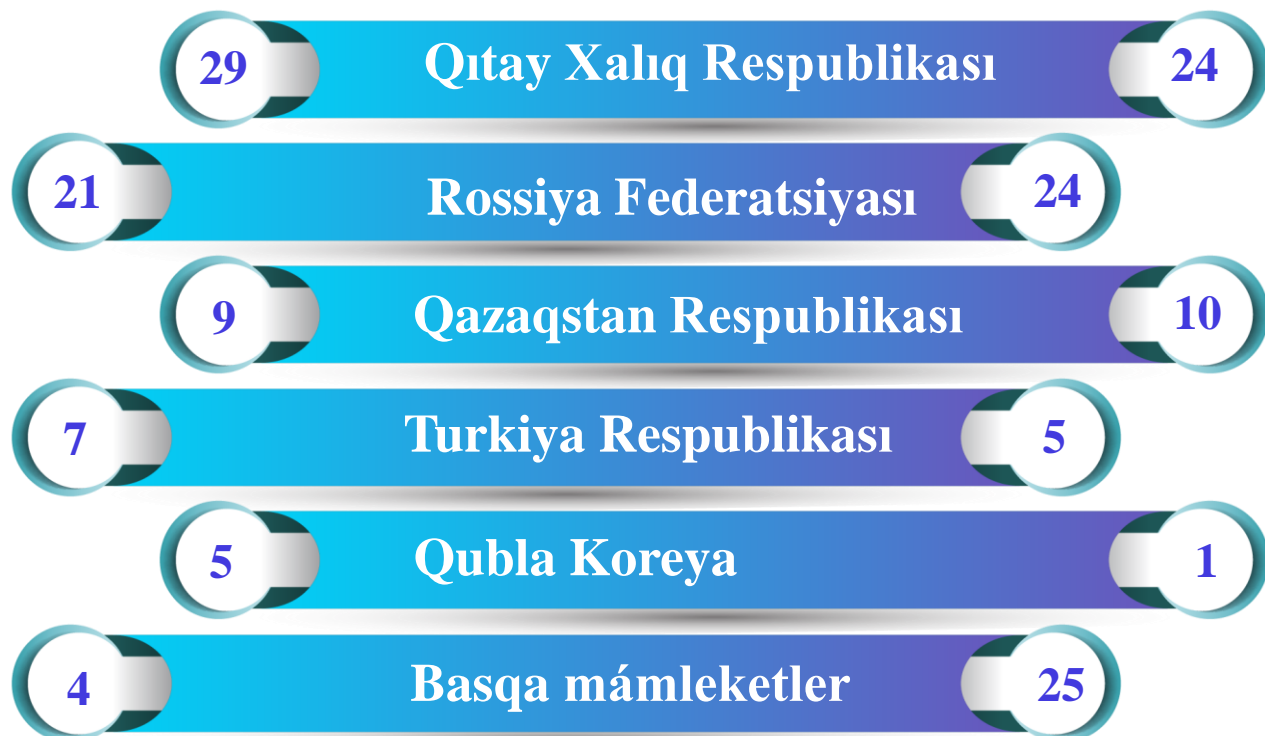 29 Qıtay Xalıq Respublikası 24
21 Rossiya Federatsiyası 24
9 Qazaqstan Respublikası 10
7 Turkiya Respublikası 5
5 Qubla Koreya 1
4 Basqa mámleketler 25